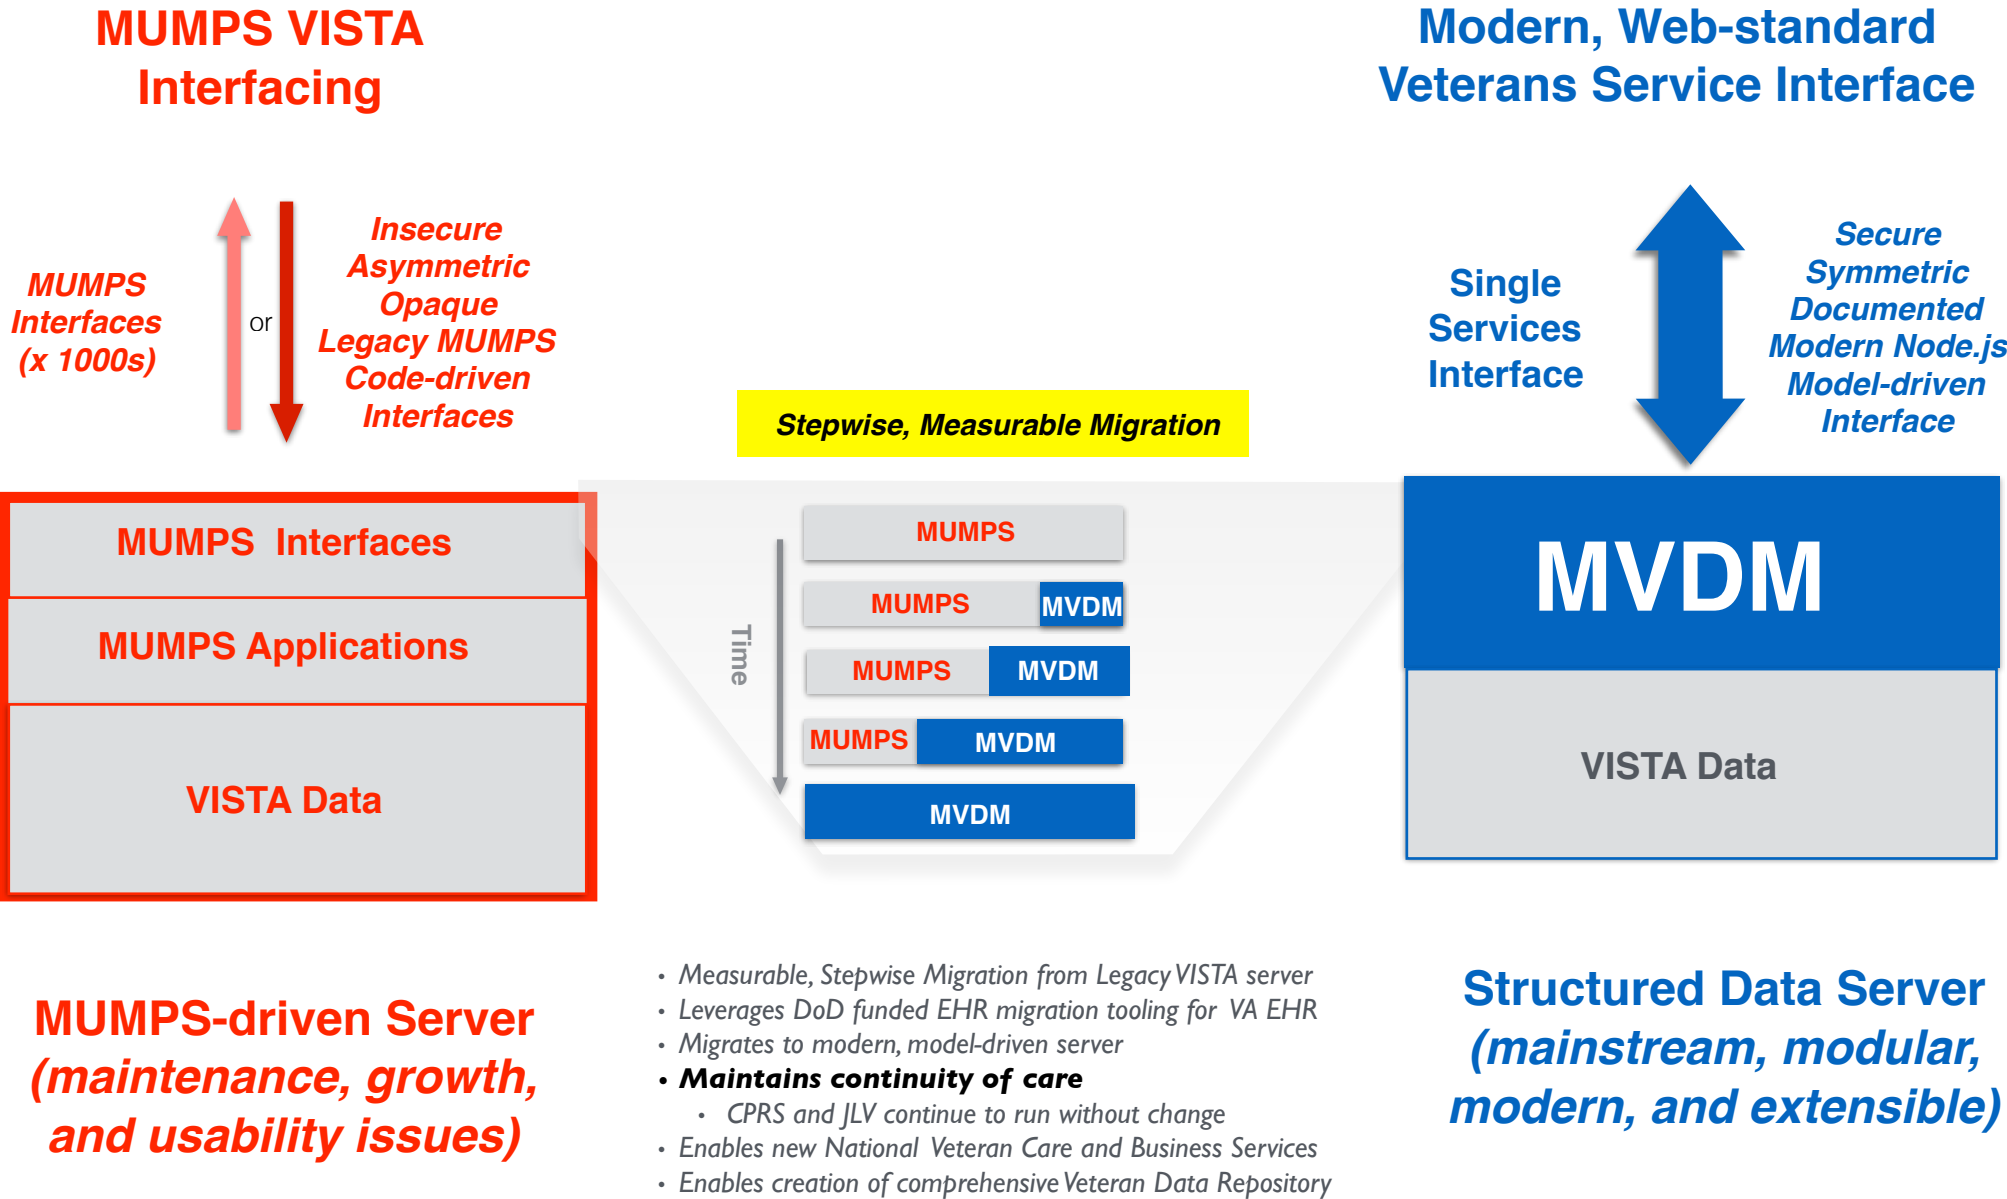 MUMPS VISTA
Interfacing
MUMPS
Interfaces
(x 1000s)
or
Insecure
Asymmetric
Opaque
Legacy MUMPS
Code-driven
Interfaces
MUMPS Interfaces
MUMPS Applications
VISTA Data
MUMPS-driven Server
(maintenance, growth,
and usability issues)
Stepwise, Measurable Migration
Time
MUMPS
MUMPS MVDM
MUMPS MVDM
MUMPS MVDM
MVDM
• Measurable, Stepwise Migration from Legacy VISTA server
• Leverages DoD funded EHR migration tooling for VA EHR
• Migrates to modern, model-driven server
• Maintains continuity of care
• CPRS and JLV continue to run without change
• Enables new National Veteran Care and Business Services
• Enables creation of comprehensive Veteran Data Repository
Modern, Web-standard
Veterans Service Interface
Single
Services
Interface
Secure
Symmetric
Documented
Modern Node.js
Model-driven
Interface
MVDM
VISTA Data
Structured Data Server
(mainstream, modular,
modern, and extensible)